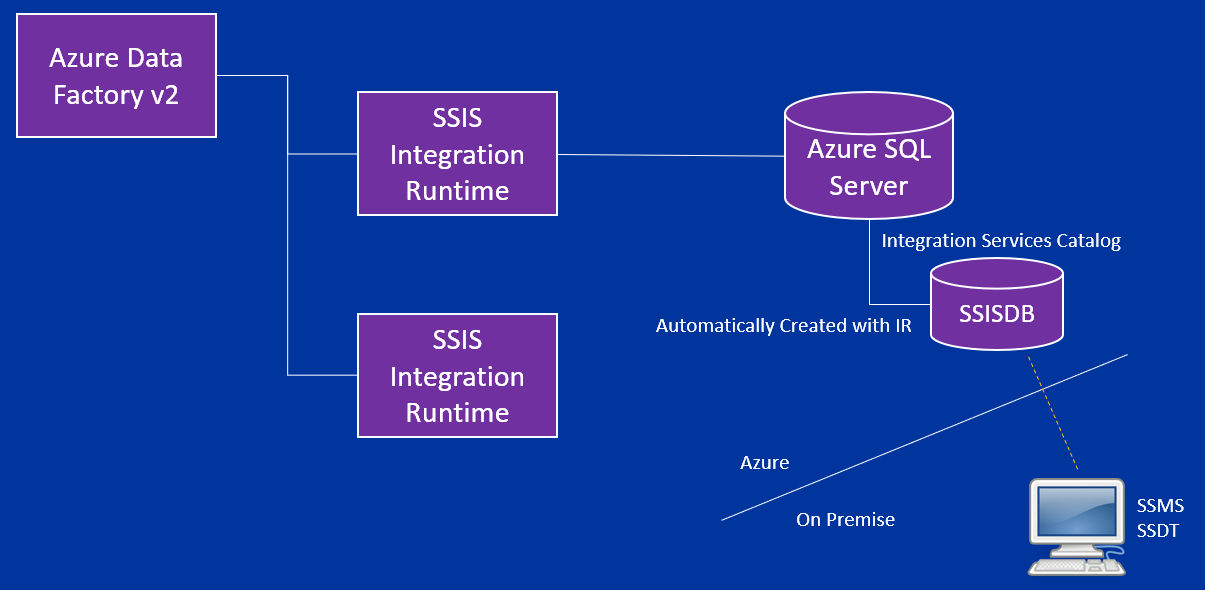 Azure Data
Factory v2
SSIS
Integration
Runtime
Azure SQL
Server
Integration Services Catalog
SSISDB
Automatically Created with IR
SSIS
Integration
Runtime
Azure
On Premise
SSMS
SSDT